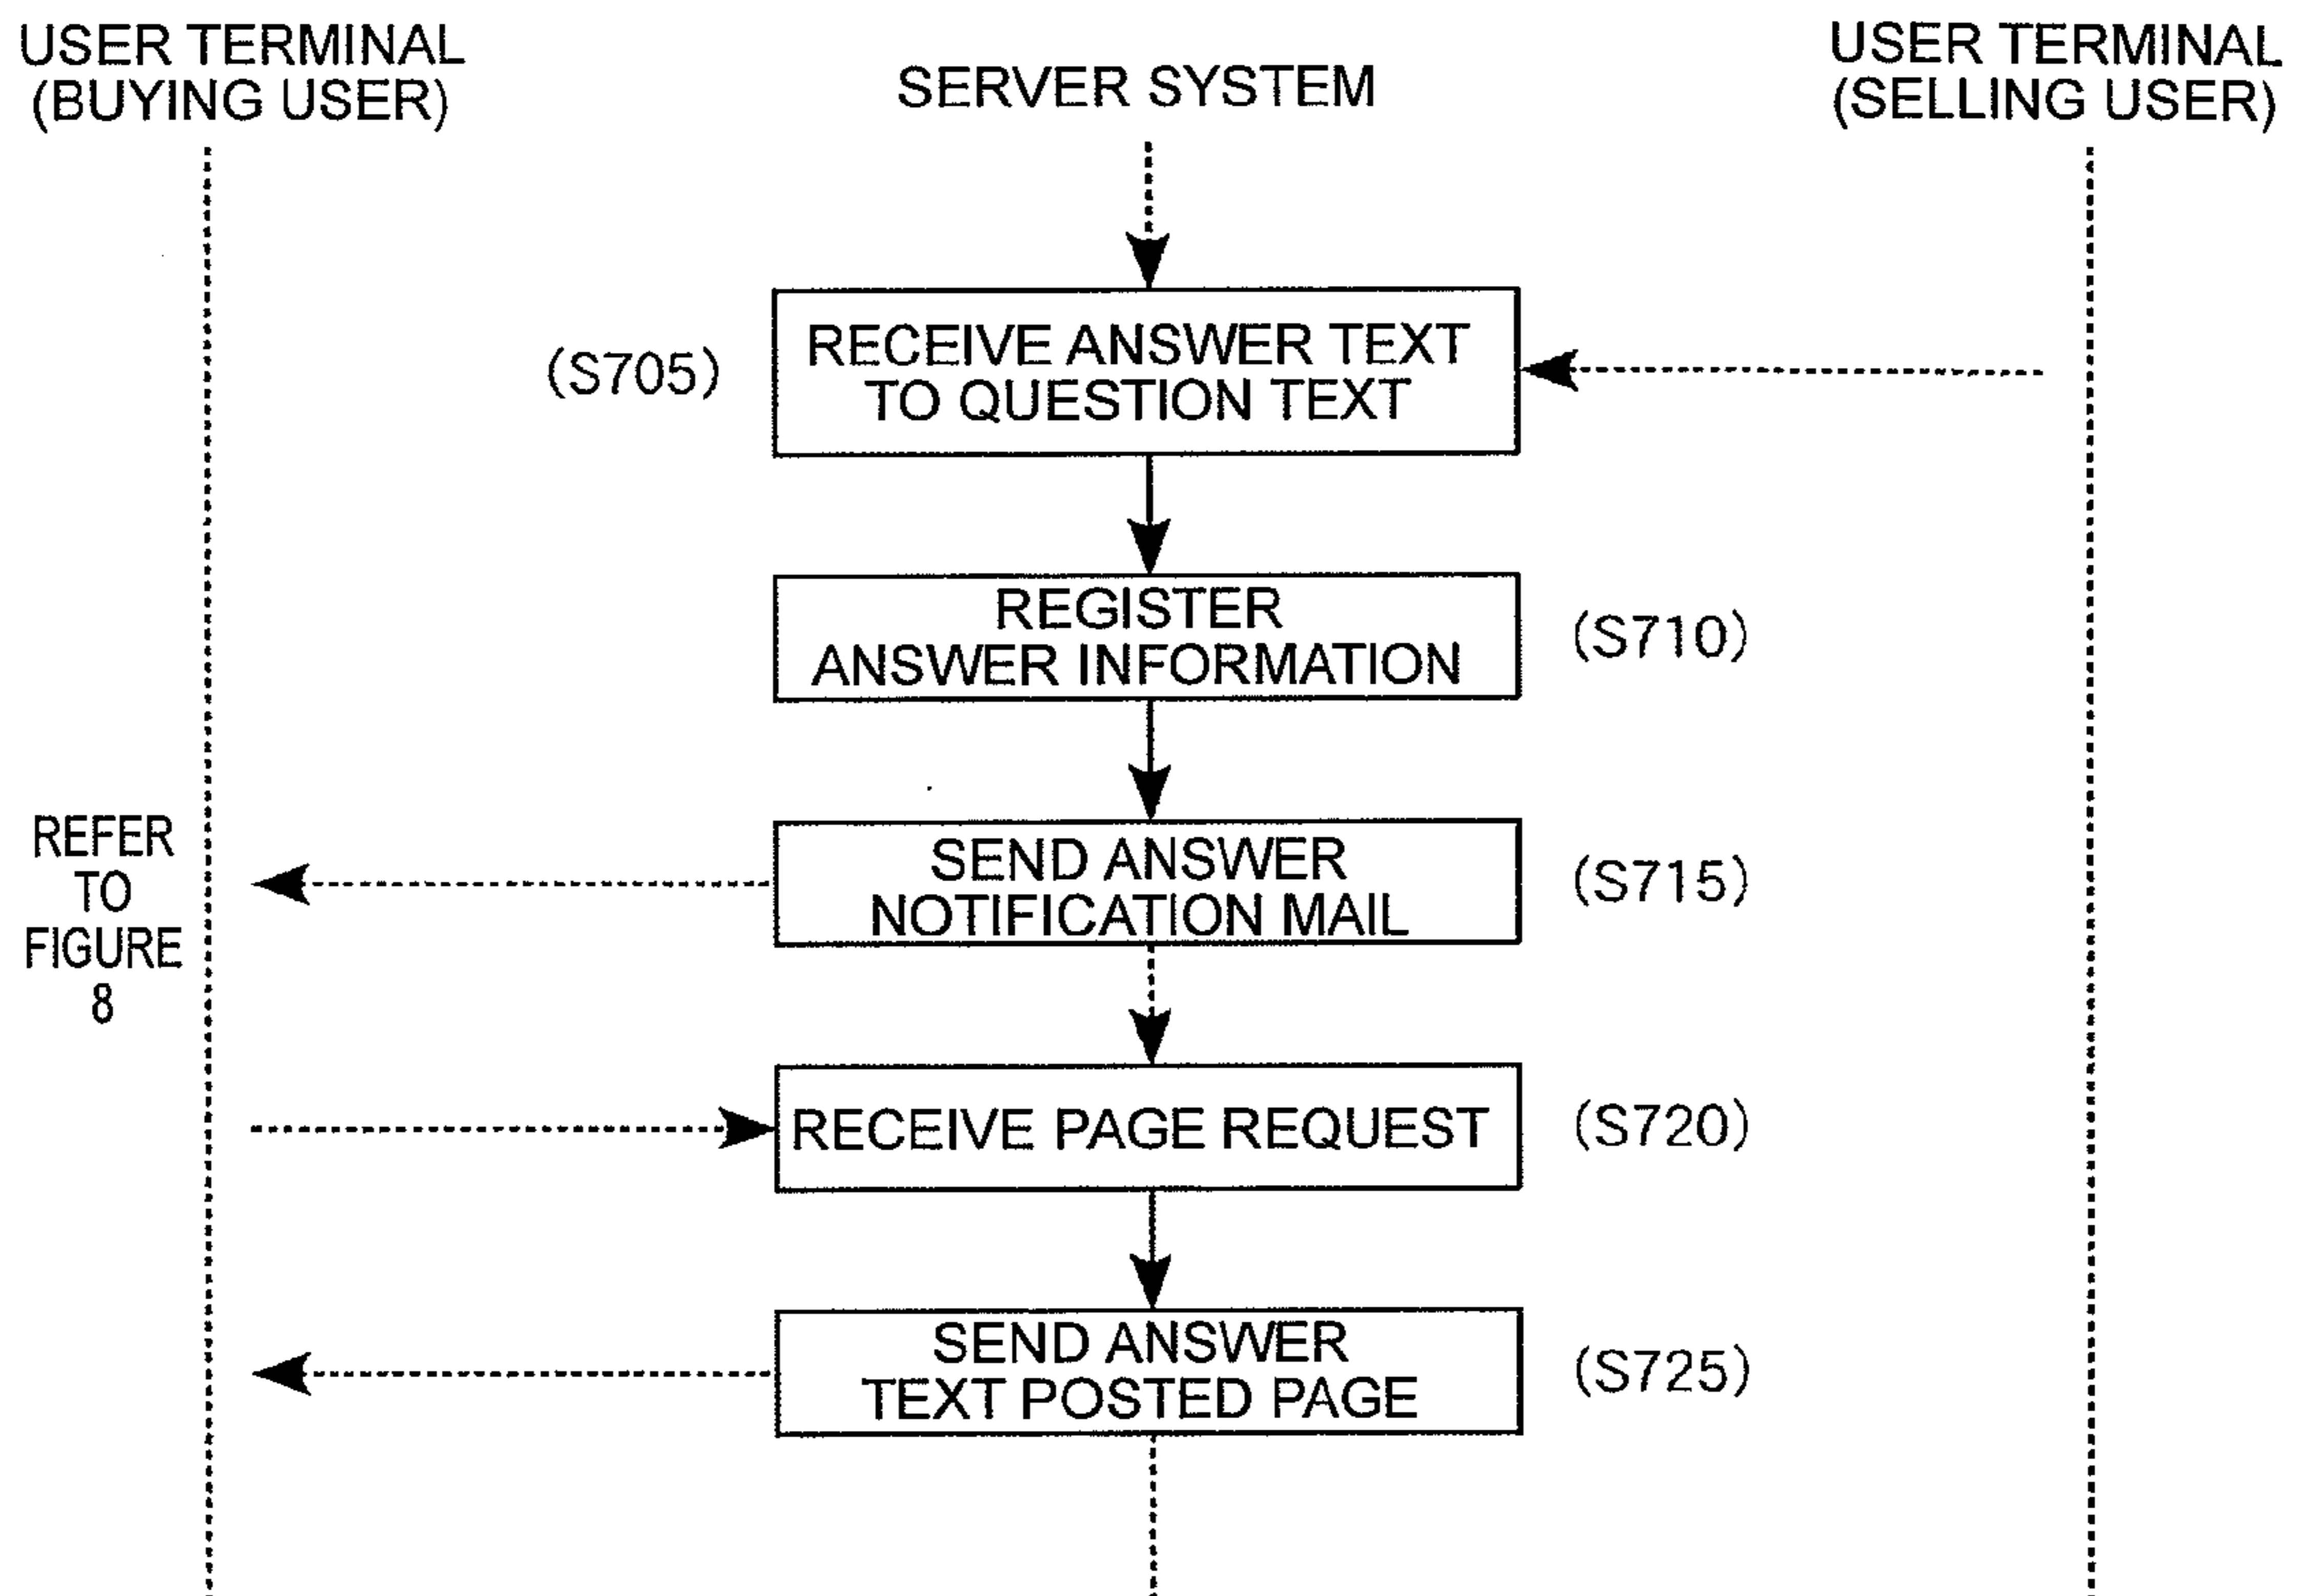 USER TERMINAL
(BUYING USER)
SERVER SYSTEM
USER TERMINAL
(SELLING USER)
(S705)
RECEIVE ANSWER TEXT
TO QUESTION TEXT
REGISTER
ANSWER INFORMATION
(S710)
REFER
TO
FIGURE
8
SEND ANSWER
NOTIFICATION MAIL
(S715)
RECEIVE PAGE REQUEST
(S720)
SEND ANSWER
TEXT POSTED PAGE
(S725)